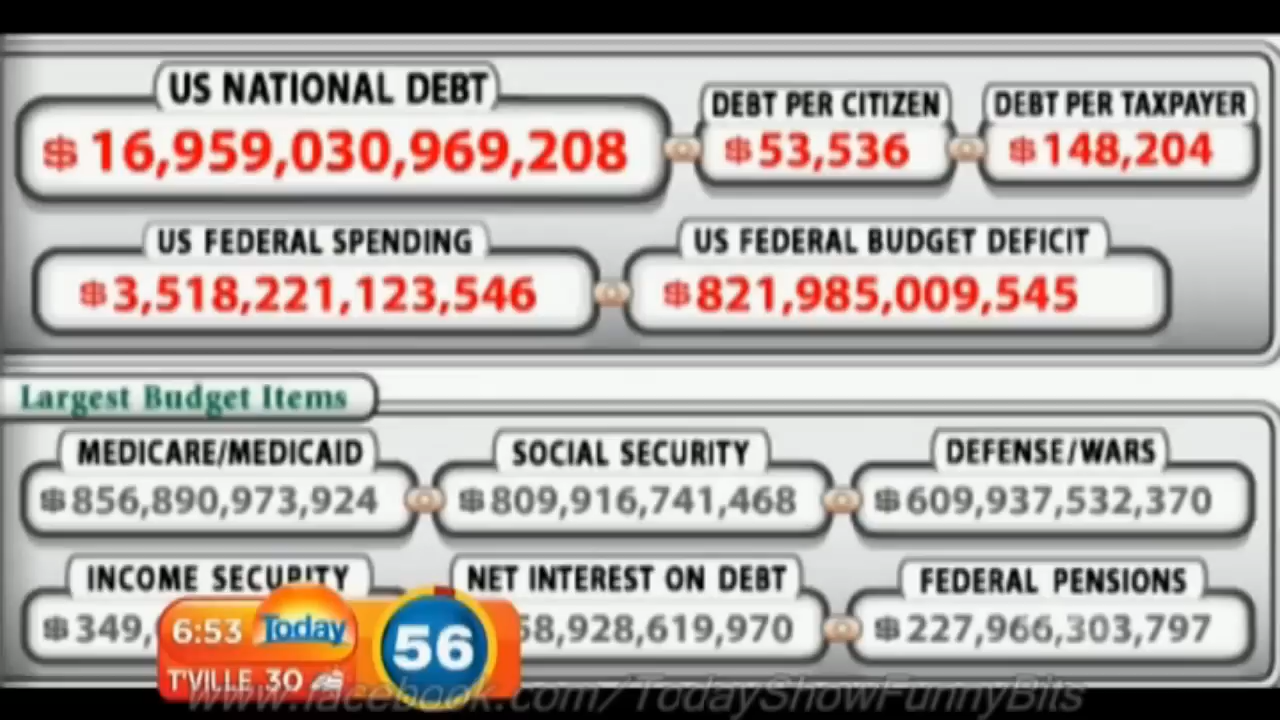 US NATIONAL DEBT
$ 16,959,030,969,208
DEBT PER CITIZEN
$ 53,536
DEBT PER TAXPAYER
$ 148,204
US FEDERAL SPENDING
$ 3,518,221,123,546
US FEDERAL BUDGET DEFICIT
$ 821,985,009,545
Largest Budget Items
MEDICARE/MEDICAID
$ 856,890,973,924
SOCIAL SECURITY
$ 809,916,741,468
DEFENSE/WARS
$ 609,937,532,370
INCOME SECURITY
$ 349,
NET INTEREST ON DEBT
58,928,619,970
FEDERAL PENSIONS
$ 227,966,303,797
6:53 Today
56
T'VILLE 30
www.facebook.com/TodayShowFunnyBits